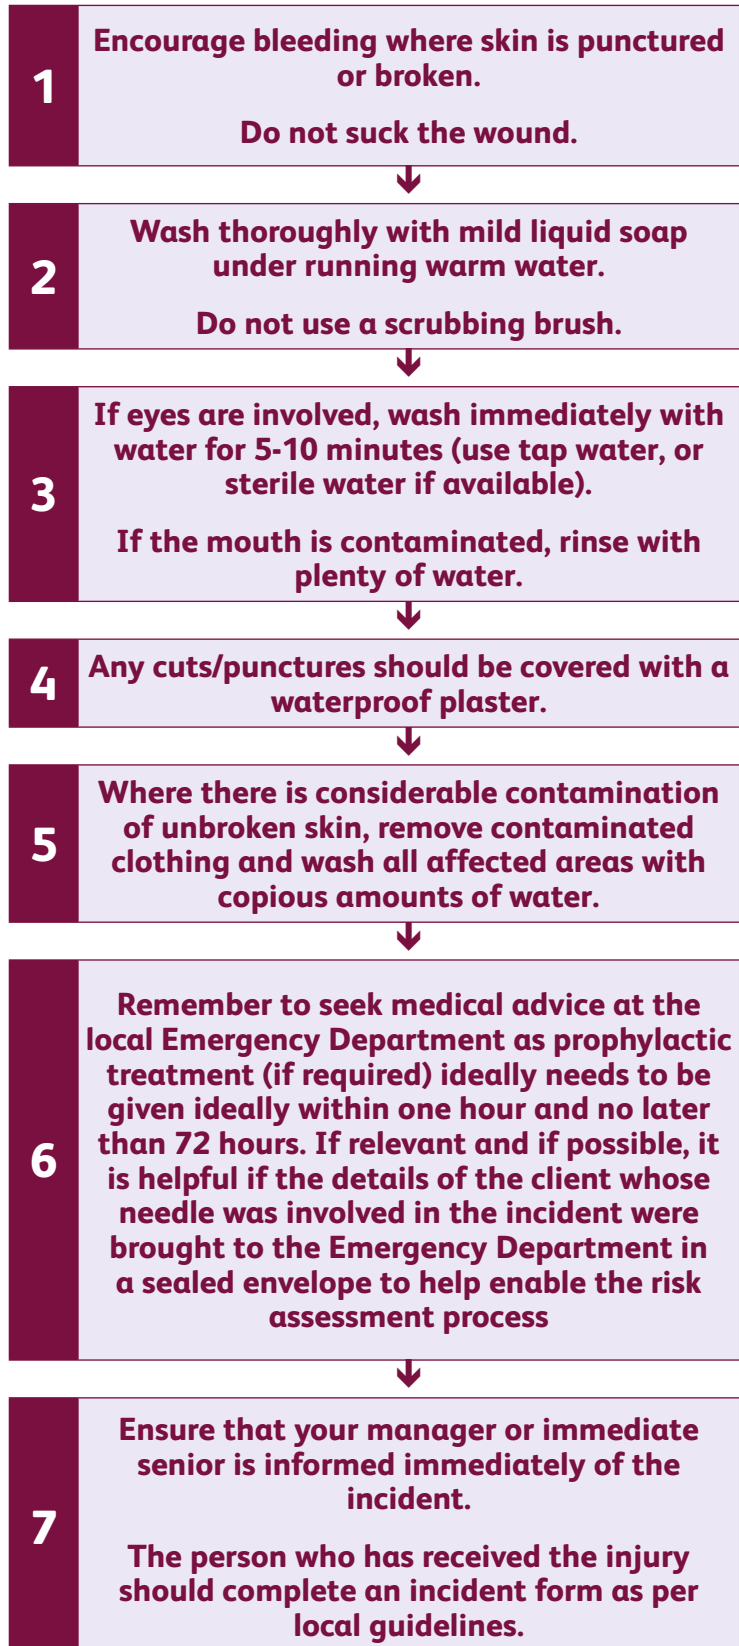 1
Encourage bleeding where skin is punctured
or broken.
Do not suck the wound.
2
Wash thoroughly with mild liquid soap
under running warm water.
Do not use a scrubbing brush.
3
If eyes are involved, wash immediately with
water for 5-10 minutes (use tap water, or
sterile water if available).
If the mouth is contaminated, rinse with
plenty of water.
4
Any cuts/punctures should be covered with a
waterproof plaster.
5
Where there is considerable contamination
of unbroken skin, remove contaminated
clothing and wash all affected areas with
copious amounts of water.
6
Remember to seek medical advice at the
local Emergency Department as prophylactic
treatment (if required) ideally needs to be
given ideally within one hour and no later
than 72 hours. If relevant and if possible, it
is helpful if the details of the client whose
needle was involved in the incident were
brought to the Emergency Department in
a sealed envelope to help enable the risk
assessment process
7
Ensure that your manager or immediate
senior is informed immediately of the
incident.
The person who has received the injury
should complete an incident form as per
local guidelines.